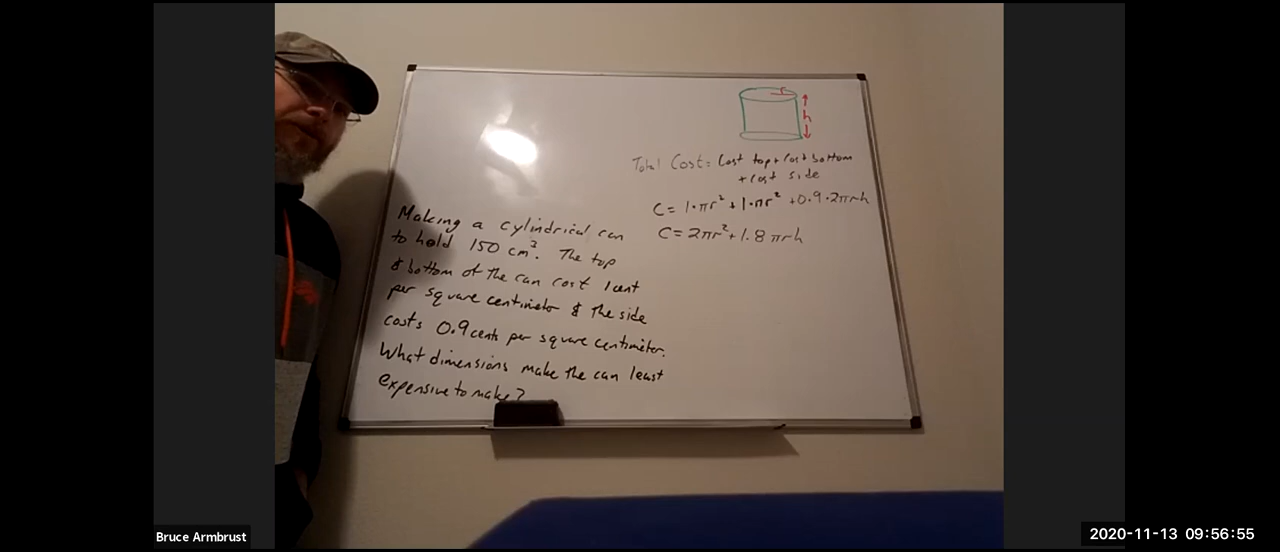 r
h
Total Cost = Cost top + Cost bottom
+ Cost side
C = 1·πr² + 1·πr² + 0.9·2πrh
C = 2πr² + 1.8πrh
Making a cylindrical can
to hold 150 cm³. The top
& bottom of the can cost 1 cent
per square centimeter & the side
costs 0.9 cents per square centimeter.
What dimensions make the can least
expensive to make?
Bruce Armbrust
2020-11-13 09:56:55